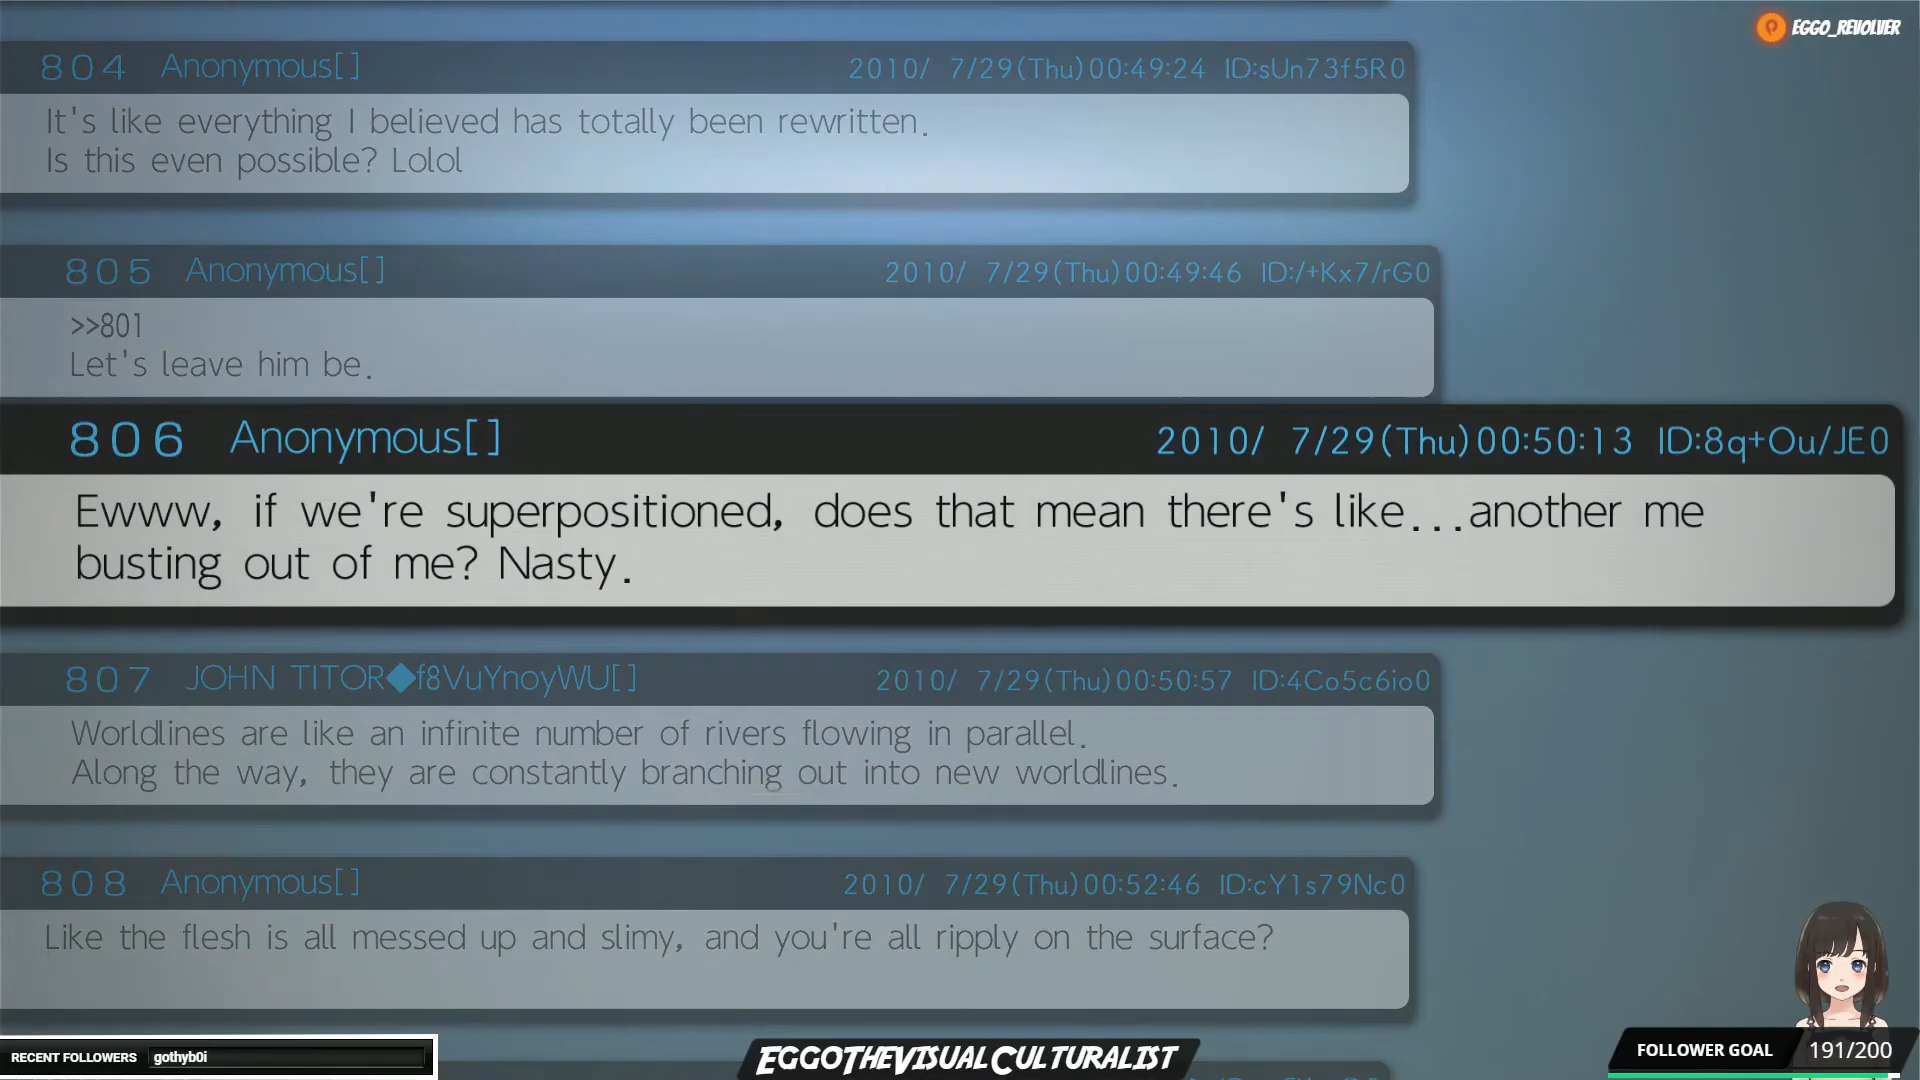 EGGO_REVOLVER
804 Anonymous[] 2010/ 7/29(Thu)00:49:24 ID:sUn73f5R0
It's like everything I believed has totally been rewritten.
Is this even possible? Lolol
805 Anonymous[] 2010/ 7/29(Thu)00:49:46 ID:/+Kx7/rG0
>>801
Let's leave him be.
806 Anonymous[] 2010/ 7/29(Thu)00:50:13 ID:8q+Ou/JE0
Ewww, if we're superpositioned, does that mean there's like...another me
busting out of me? Nasty.
807 JOHN TITOR◆f8VuYnoyWU[] 2010/ 7/29(Thu)00:50:57 ID:4Co5c6io0
Worldlines are like an infinite number of rivers flowing in parallel.
Along the way, they are constantly branching out into new worldlines.
808 Anonymous[] 2010/ 7/29(Thu)00:52:46 ID:cY1s79Nc0
Like the flesh is all messed up and slimy, and you're all ripply on the surface?
RECENT FOLLOWERS gothyb0i
EGGOTHEVISUALCULTURALIST
FOLLOWER GOAL 191/200